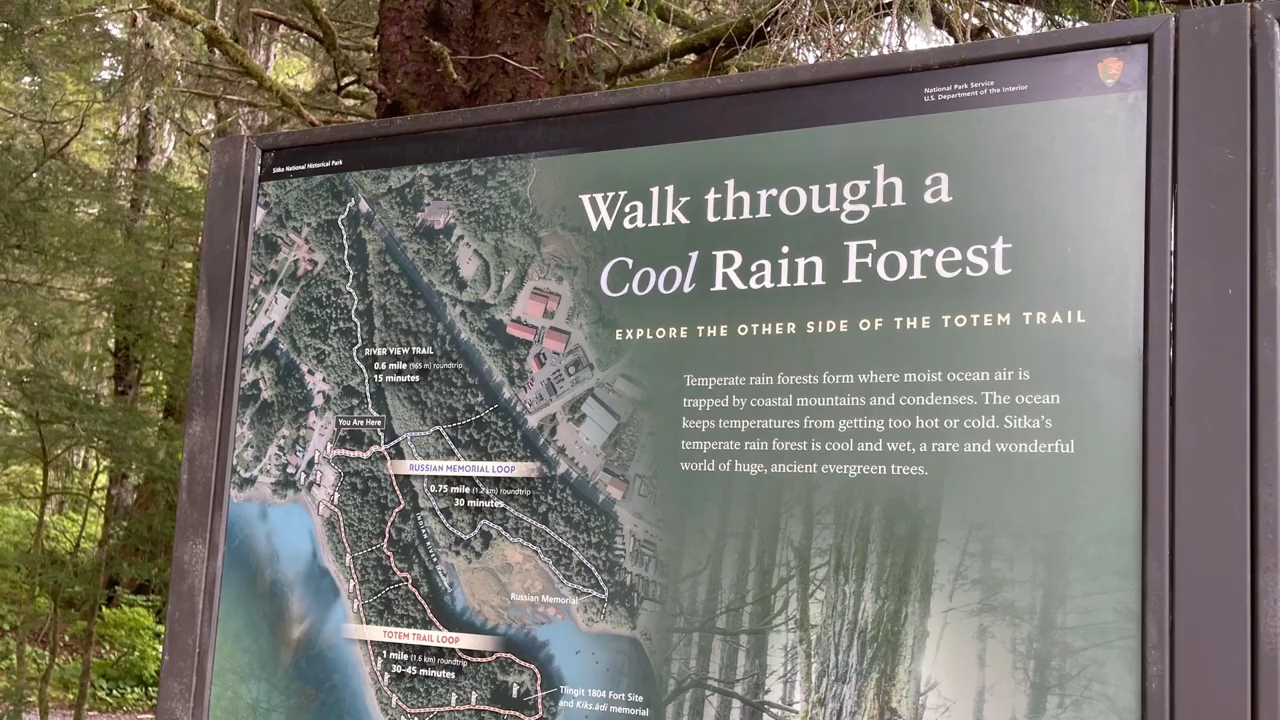 National Park Service
U.S. Department of the Interior
Sitka National Historical Park
Walk through a
Cool Rain Forest
EXPLORE THE OTHER SIDE OF THE TOTEM TRAIL
Temperate rain forests form where moist ocean air is
trapped by coastal mountains and condenses. The ocean
keeps temperatures from getting too hot or cold. Sitka's
temperate rain forest is cool and wet, a rare and wonderful
world of huge, ancient evergreen trees.
RIVER VIEW TRAIL
0.6 mile (965 m) roundtrip
15 minutes
You Are Here
RUSSIAN MEMORIAL LOOP
0.75 mile (1.2 km) roundtrip
30 minutes
INDIAN RIVER
Russian Memorial
TOTEM TRAIL LOOP
1 mile (1.6 km) roundtrip
30–45 minutes
Tlingit 1804 Fort Site
and Kiks.ádi memorial